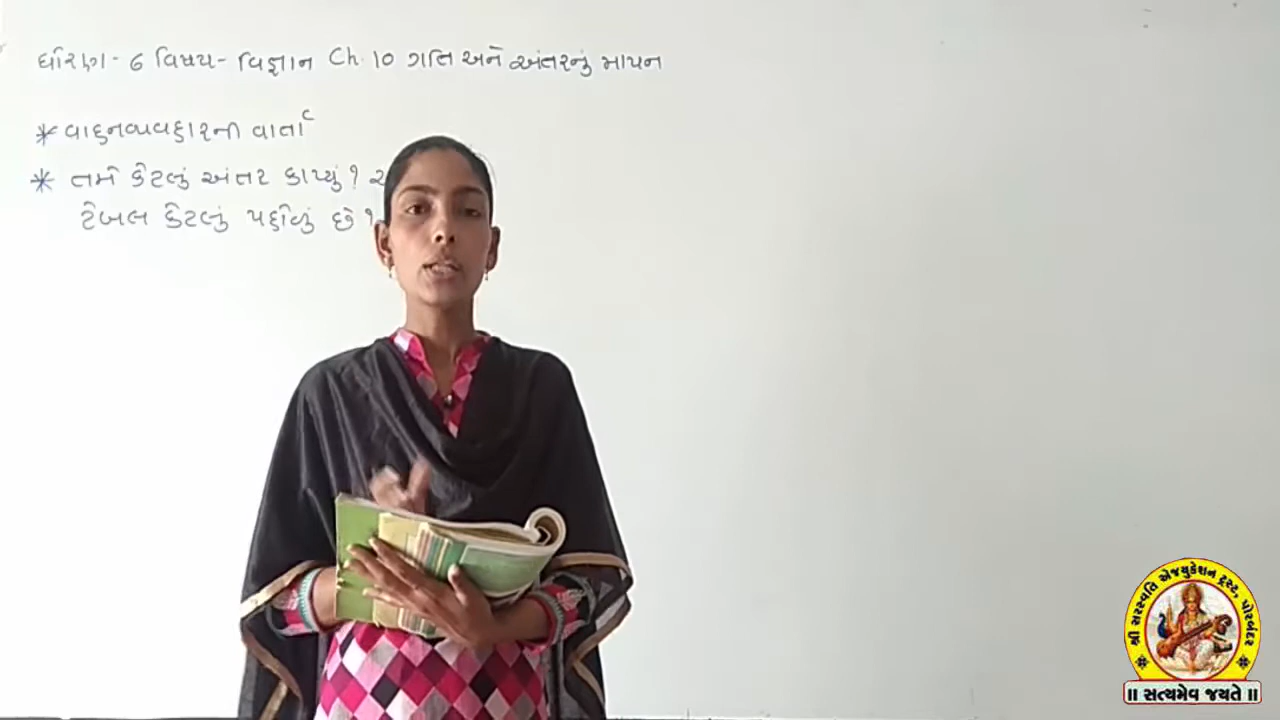 ધોરણ - 6 વિષય - વિજ્ઞાન Ch. 10 ગતિ અને અંતરનું માપન
* વાહનવ્યવહારની વાર્તા
* તમે કેટલું અંતર કાપ્યું ?
ટેબલ કેટલું પહોળું છે ?
શ્રી સરસ્વતિ એજ્યુકેશન ટ્રસ્ટ, પોરબંદર
॥ સત્યમેવ જયતે ॥